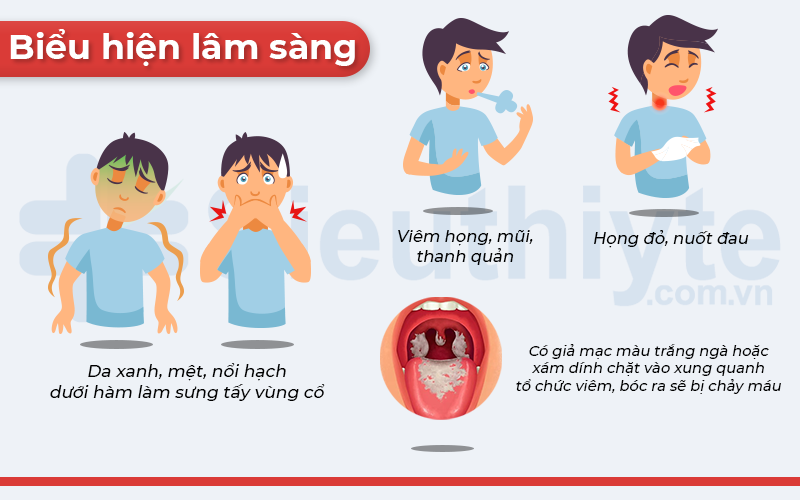 Biểu hiện lâm sàng
Viêm họng, mũi,
thanh quản
Họng đỏ, nuốt đau
Da xanh, mệt, nổi hạch
dưới hàm làm sưng tấy vùng cổ
Có giả mạc màu trắng ngà hoặc
xám dính chặt vào xung quanh
tổ chức viêm, bóc ra sẽ bị chảy máu
sieuthiyte
.com.vn